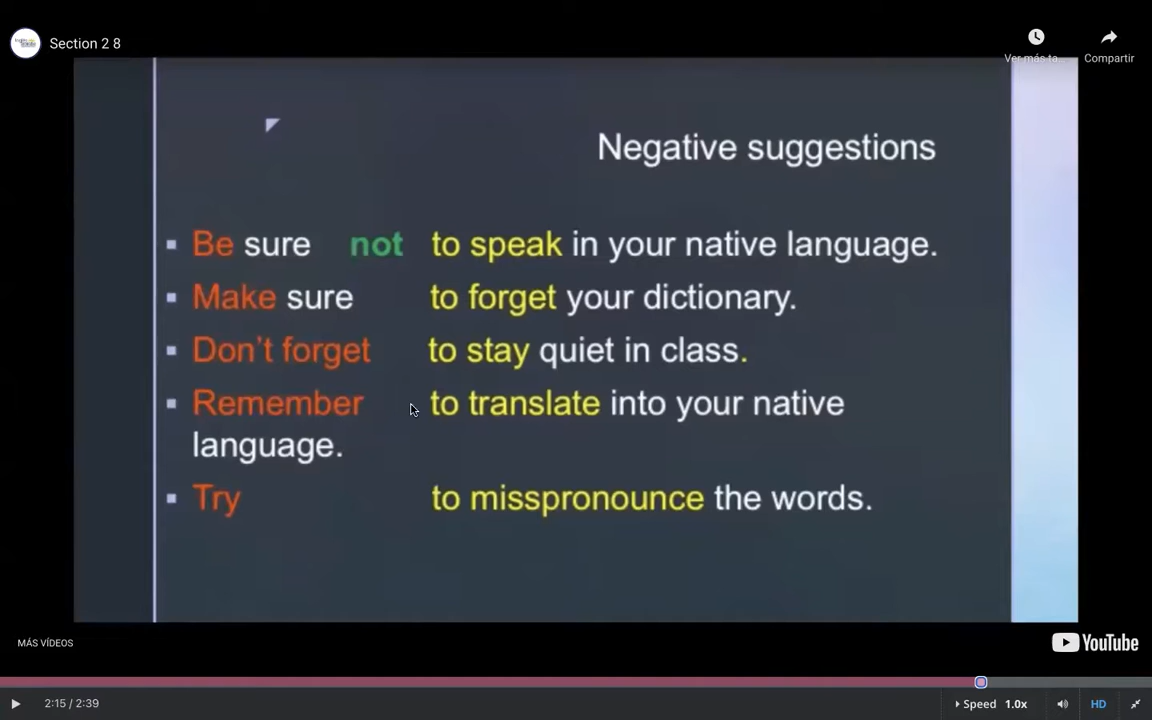 Section 2 8
Ver más ta...
Compartir
Negative suggestions
Be sure not to speak in your native language.
Make sure to forget your dictionary.
Don't forget to stay quiet in class.
Remember to translate into your native
language.
Try to misspronounce the words.
MÁS VÍDEOS
YouTube
2:15 / 2:39
Speed 1.0x
HD